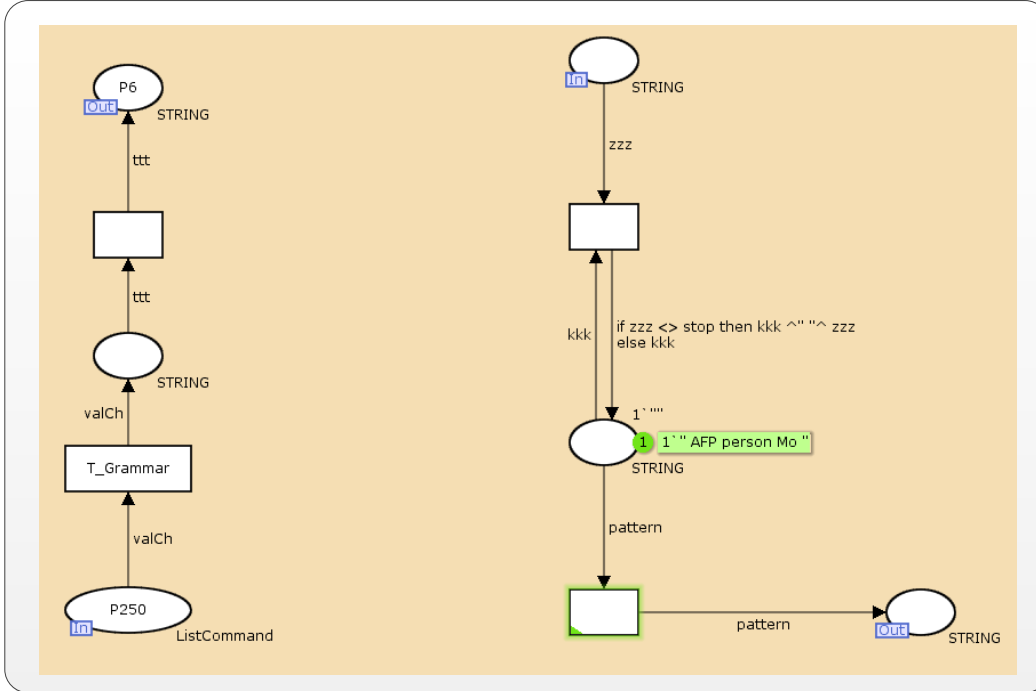 P6
Out
STRING
ttt
ttt
STRING
valCh
T_Grammar
valCh
P250
In
ListCommand
In
STRING
zzz
kkk
if zzz <> stop then kkk ^" "^ zzz
else kkk
1`""
1
1`" AFP person Mo "
STRING
pattern
pattern
Out
STRING